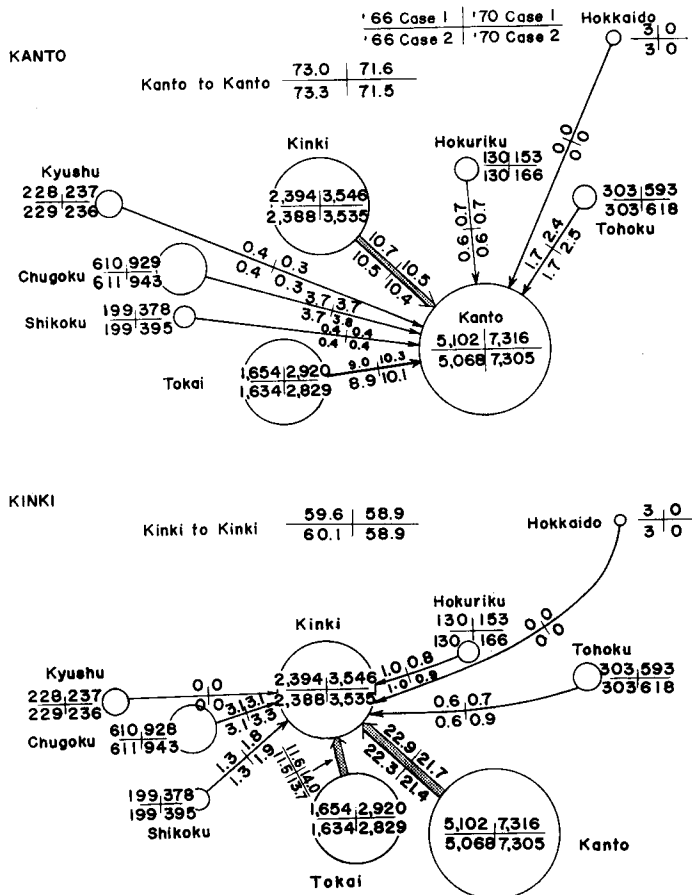 '66 Case 1 | '70 Case 1
'66 Case 2 | '70 Case 2
Hokkaido
3 | 0
3 | 0
KANTO
Kanto to Kanto
73.0 | 71.6
73.3 | 71.5
Kinki
2,394 | 3,546
2,388 | 3,535
Hokuriku
130 | 153
130 | 166
0 | 0
0 | 0
Kyushu
228 | 237
229 | 236
303 | 593
303 | 618
Tohoku
10.7 | 10.5
10.5 | 10.4
0.6 | 0.7
0.6 | 0.7
1.7 | 2.4
1.7 | 2.5
0.4 | 0.3
0.4 | 0.3
Chugoku
610 | 929
611 | 943
3.7 | 3.7
3.7 | 3.8
Shikoku
199 | 378
199 | 395
0.4 | 0.4
0.4 | 0.4
Kanto
5,102 | 7,316
5,068 | 7,305
Tokai
1,654 | 2,920
1,634 | 2,829
9.0 | 10.3
8.9 | 10.1
KINKI
Kinki to Kinki
59.6 | 58.9
60.1 | 58.9
Hokkaido
3 | 0
3 | 0
Kinki
2,394 | 3,546
2,388 | 3,535
Hokuriku
130 | 153
130 | 166
0 | 0
0 | 0
Tohoku
303 | 593
303 | 618
1.0 | 0.8
1.0 | 0.9
Kyushu
228 | 237
229 | 236
0 | 0
0 | 0
0.6 | 0.7
0.6 | 0.9
Chugoku
610 | 928
611 | 943
3.1 | 3.1
3.1 | 3.3
1.3 | 1.8
1.3 | 1.9
Shikoku
199 | 378
199 | 395
11.6 | 14.0
11.5 | 13.7
22.9 | 21.7
22.3 | 21.4
Tokai
1,654 | 2,920
1,634 | 2,829
Kanto
5,102 | 7,316
5,068 | 7,305